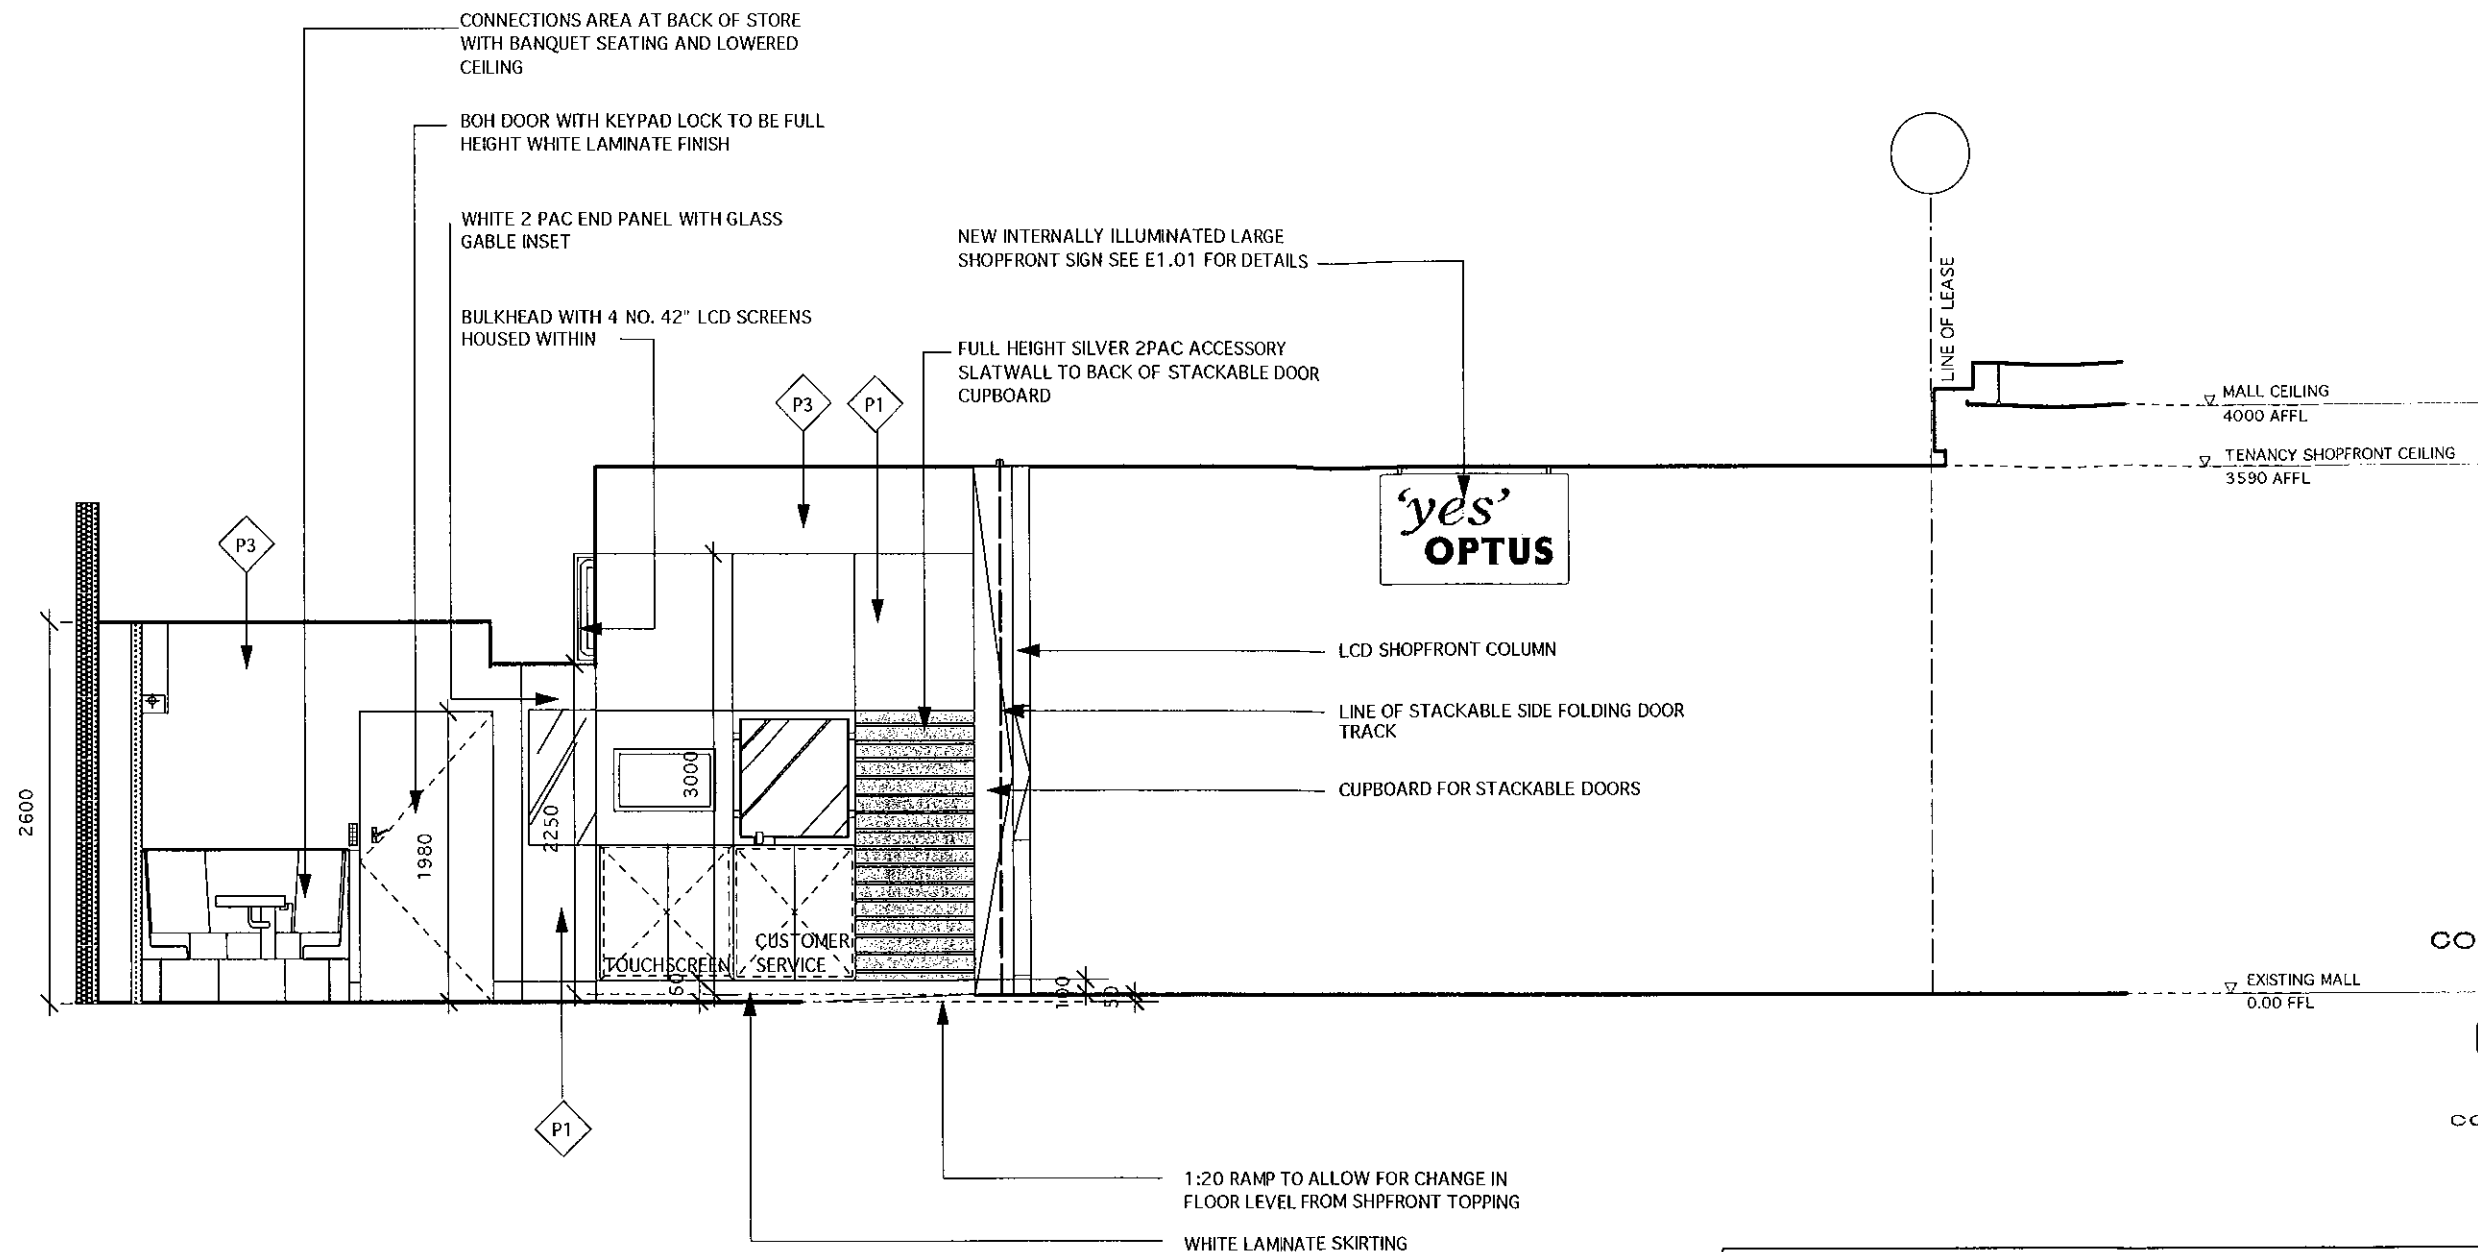 CONNECTIONS AREA AT BACK OF STORE
WITH BANQUET SEATING AND LOWERED
CEILING
BOH DOOR WITH KEYPAD LOCK TO BE FULL
HEIGHT WHITE LAMINATE FINISH
WHITE 2 PAC END PANEL WITH GLASS
GABLE INSET
BULKHEAD WITH 4 NO. 42" LCD SCREENS
HOUSED WITHIN
NEW INTERNALLY ILLUMINATED LARGE
SHOPFRONT SIGN SEE E1.01 FOR DETAILS
FULL HEIGHT SILVER 2PAC ACCESSORY
SLATWALL TO BACK OF STACKABLE DOOR
CUPBOARD
LINE OF LEASE
MALL CEILING
4000 AFFL
TENANCY SHOPFRONT CEILING
3590 AFFL
P3
P1
P3
'yes'
OPTUS
LCD SHOPFRONT COLUMN
LINE OF STACKABLE SIDE FOLDING DOOR
TRACK
CUPBOARD FOR STACKABLE DOORS
2600
1980
2250
3000
CUSTOMER
SERVICE
TOUCHSCREEN
100
50
CO
EXISTING MALL
0.00 FFL
P1
CO
1:20 RAMP TO ALLOW FOR CHANGE IN
FLOOR LEVEL FROM SHPFRONT TOPPING
WHITE LAMINATE SKIRTING